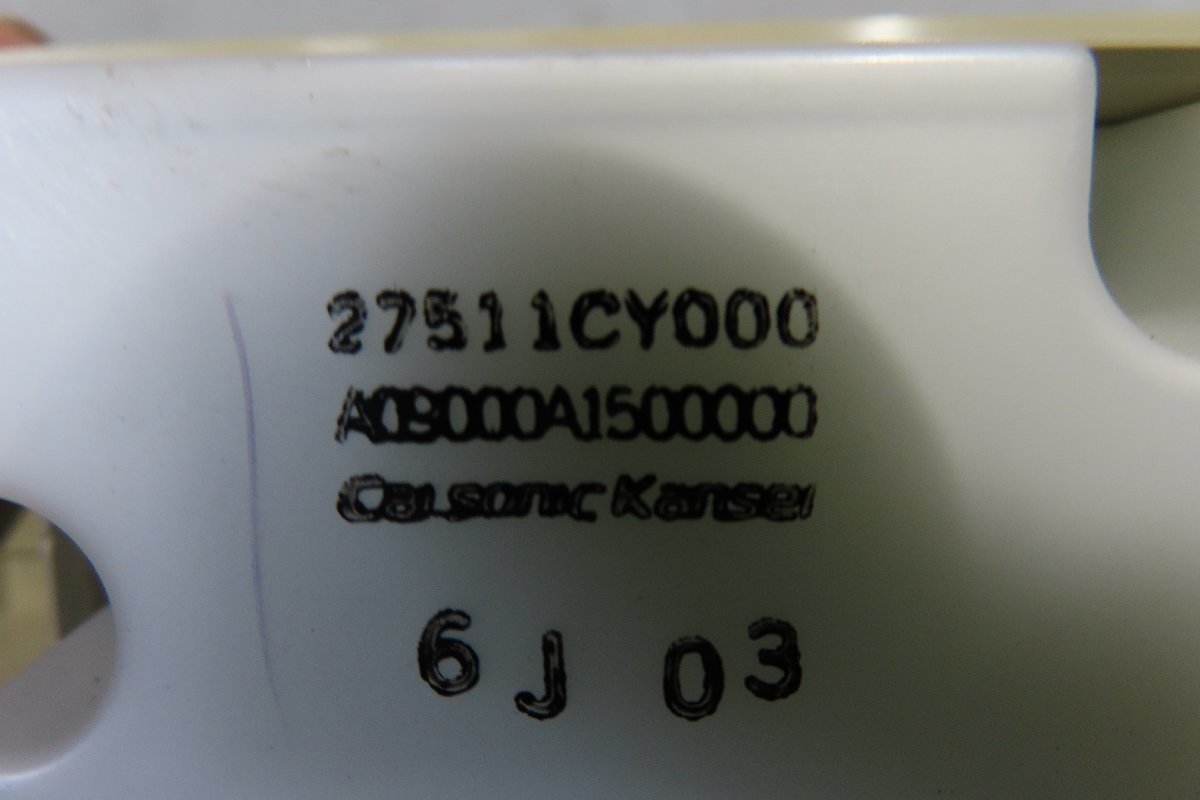 27511CY000
A09000A1500000
Calsonic Kansei
6 J 03